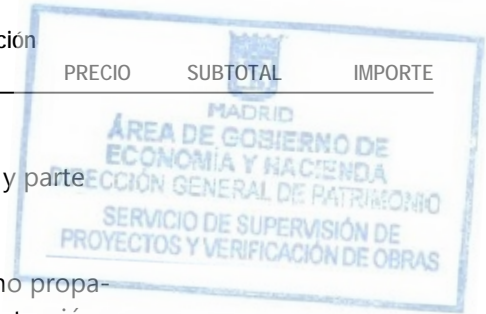 ción
PRECIO SUBTOTAL IMPORTE
MADRID
ÁREA DE GOBIERNO DE
ECONOMÍA Y HACIENDA
y parte
DIRECCIÓN GENERAL DE PATRIMONIO
SERVICIO DE SUPERVISIÓN DE
PROYECTOS Y VERIFICACIÓN DE OBRAS
no propa-